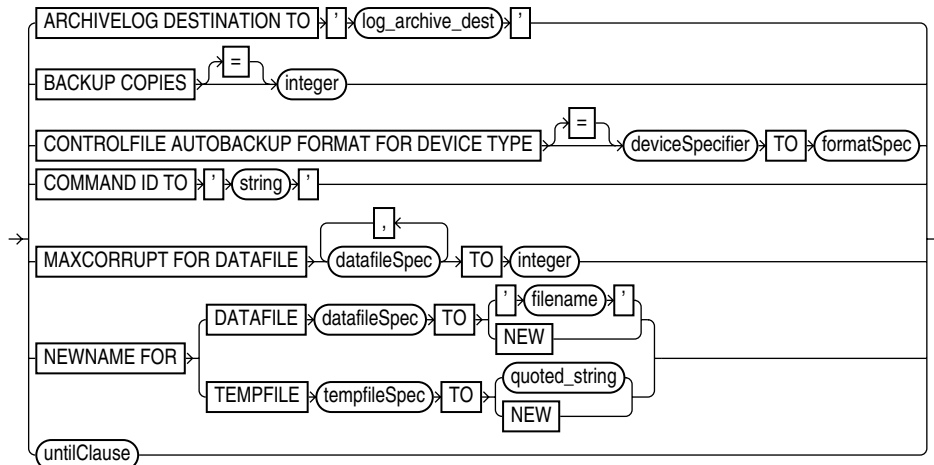 ARCHIVELOG DESTINATION TO ' log_archive_dest '
=
BACKUP COPIES integer
=
CONTROLFILE AUTOBACKUP FORMAT FOR DEVICE TYPE deviceSpecifier TO formatSpec
COMMAND ID TO ' string '
,
MAXCORRUPT FOR DATAFILE datafileSpec TO integer
' filename '
DATAFILE datafileSpec TO
NEW
NEWNAME FOR
quoted_string
TEMPFILE tempfileSpec TO
NEW
untilClause